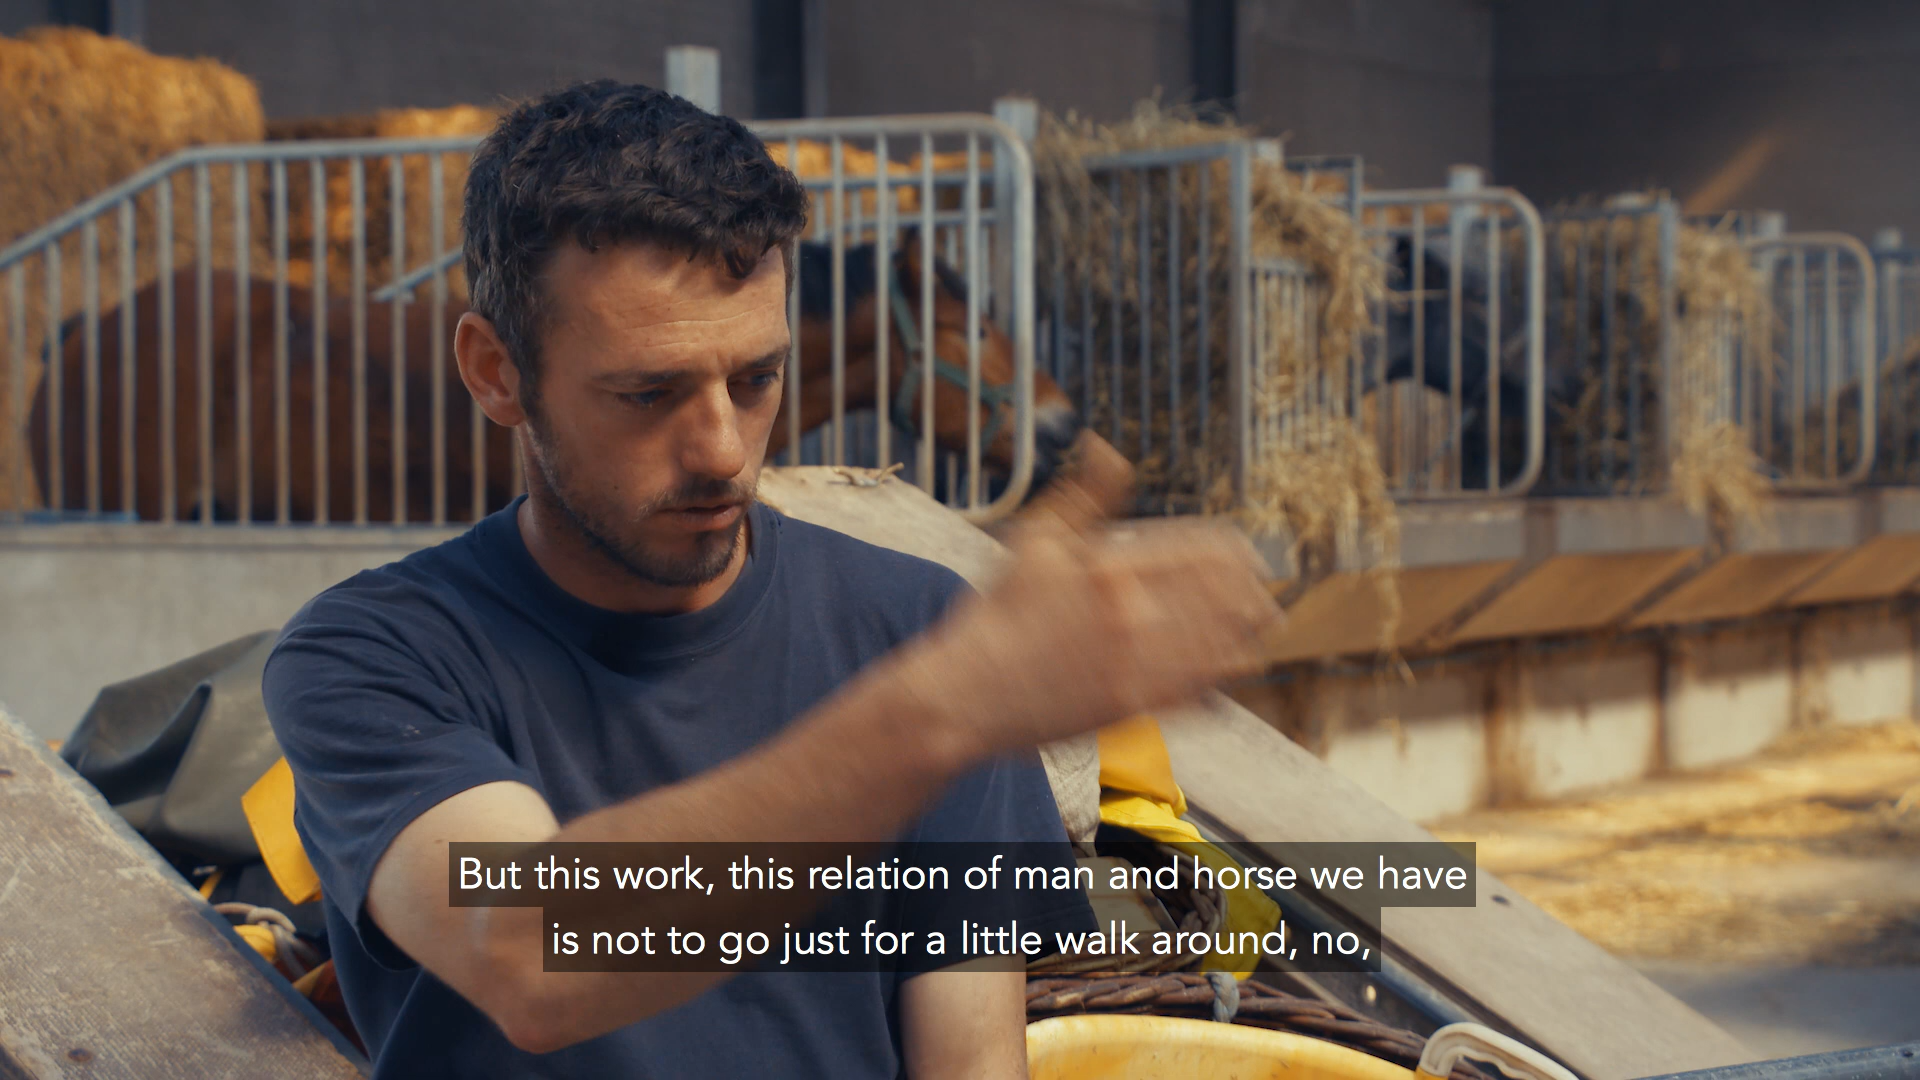 But this work, this relation of man and horse we have
is not to go just for a little walk around, no,